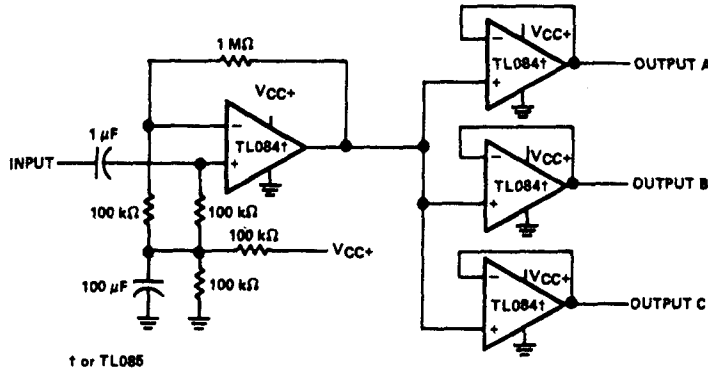 1 MΩ
VCC+
TL084†
1 µF
INPUT
100 kΩ
100 kΩ
100 kΩ
VCC+
100 µF
100 kΩ
VCC+
TL084†
OUTPUT A
VCC+
TL084†
OUTPUT B
VCC+
TL084†
OUTPUT C
† or TL085